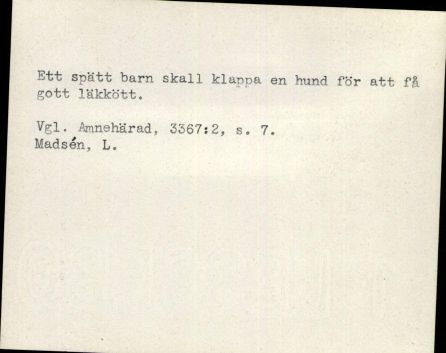 Ett spätt barn skall klappa en hund för att få
gott läkkött.
Vgl. Amnehärad, 3367:2, s. 7.
Madsén, L.